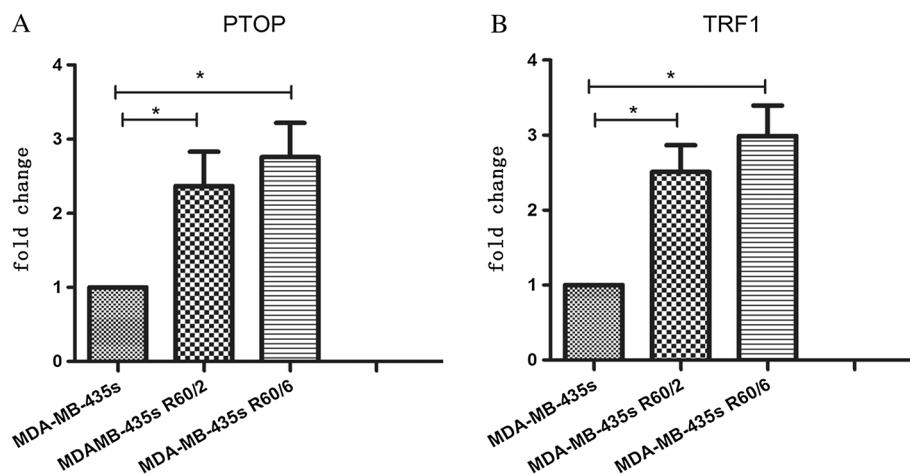 A
PTOP
4
3
2
1
0
fold change
*
*
MDA-MB-435s
MDAMB-435s R60/2
MDA-MB-435s R60/6
B
TRF1
4
3
2
1
0
fold change
*
*
MDA-MB-435s
MDA-MB-435s R60/2
MDA-MB-435s R60/6